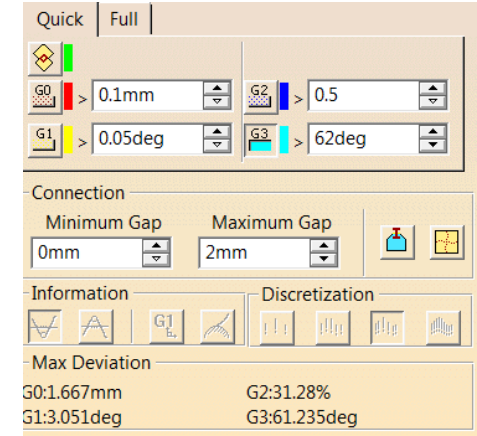 Quick Full
G0 > 0.1mm G2 > 0.5
G1 > 0.05deg G3 > 62deg
Connection
Minimum Gap Maximum Gap
0mm 2mm
Information Discretization
G1
Max Deviation
G0:1.667mm G2:31.28%
G1:3.051deg G3:61.235deg